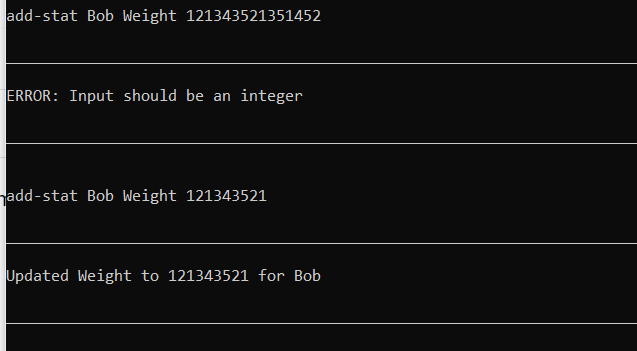 add-stat Bob Weight 121343521351452
ERROR: Input should be an integer
add-stat Bob Weight 121343521
Updated Weight to 121343521 for Bob